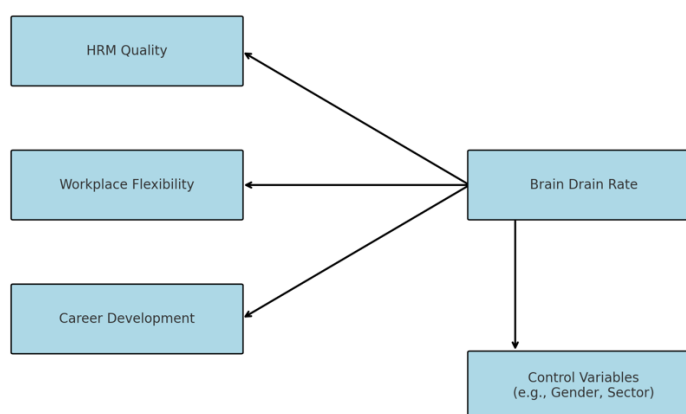 HRM Quality
Workplace Flexibility
Brain Drain Rate
Career Development
Control Variables
(e.g., Gender, Sector)